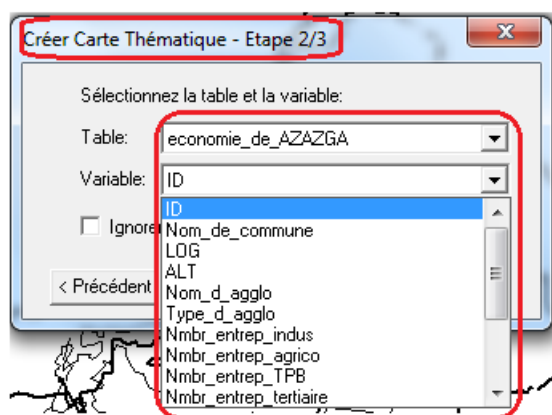 Créer Carte Thématique - Etape 2/3
Sélectionnez la table et la variable:
Table: economie_de_AZAZGA
Variable: ID
ID
Nom_de_commune
LOG
ALT
Nom_d_agglo
Type_d_agglo
Nmbr_entrep_indus
Nmbr_entrep_agrico
Nmbr_entrep_TPB
Nmbr_entrep_tertiaire
< Précédent